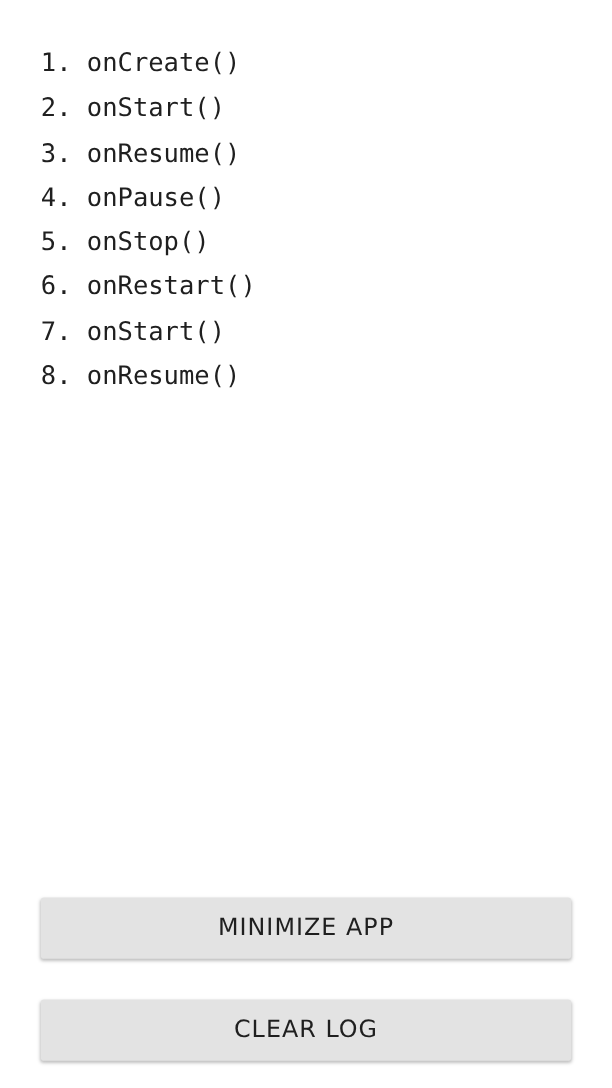 1. onCreate()
2. onStart()
3. onResume()
4. onPause()
5. onStop()
6. onRestart()
7. onStart()
8. onResume()
MINIMIZE APP
CLEAR LOG